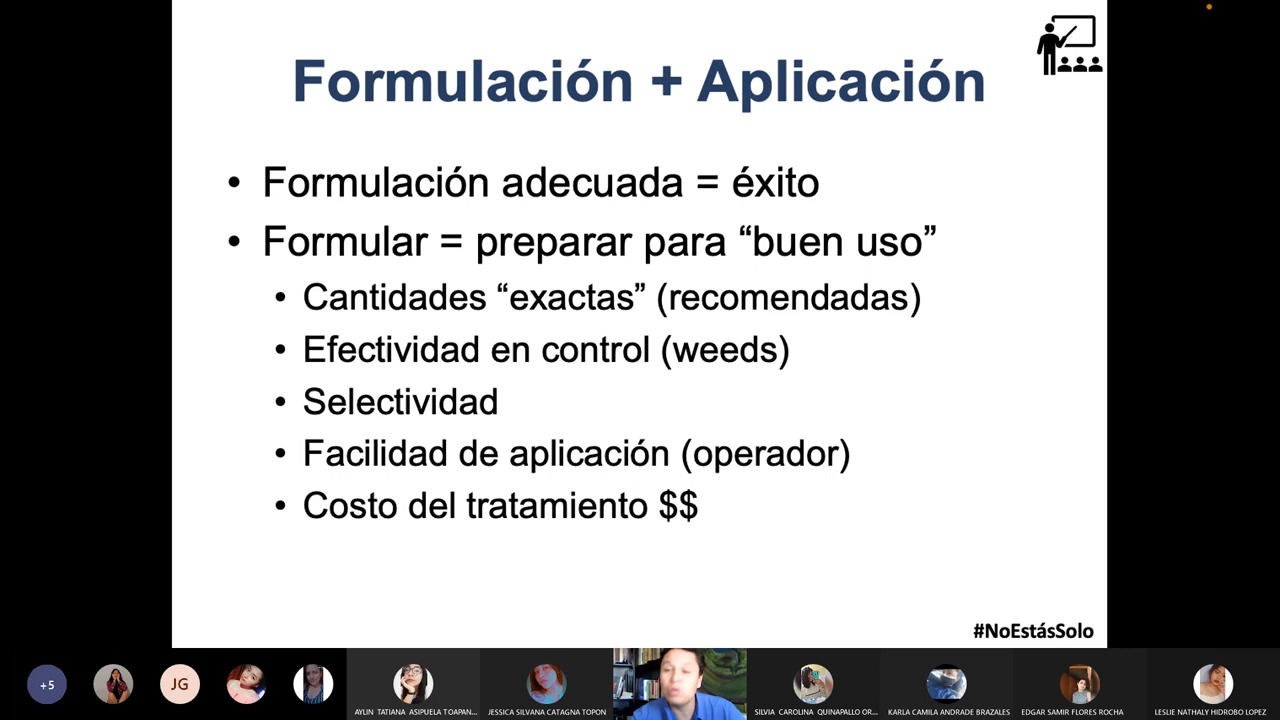 Formulación + Aplicación
• Formulación adecuada = éxito
• Formular = preparar para “buen uso”
• Cantidades “exactas” (recomendadas)
• Efectividad en control (weeds)
• Selectividad
• Facilidad de aplicación (operador)
• Costo del tratamiento $$
#NoEstásSolo
+5
JG
AYLIN TATIANA ASIPUELA TOAPAN...
JESSICA SILVANA CATAGNA TOPON
SILVIA CAROLINA QUINAPALLO OR...
KARLA CAMILA ANDRADE BRAZALES
EDGAR SAMIR FLORES ROCHA
LESLIE NATHALY HIDROBO LOPEZ